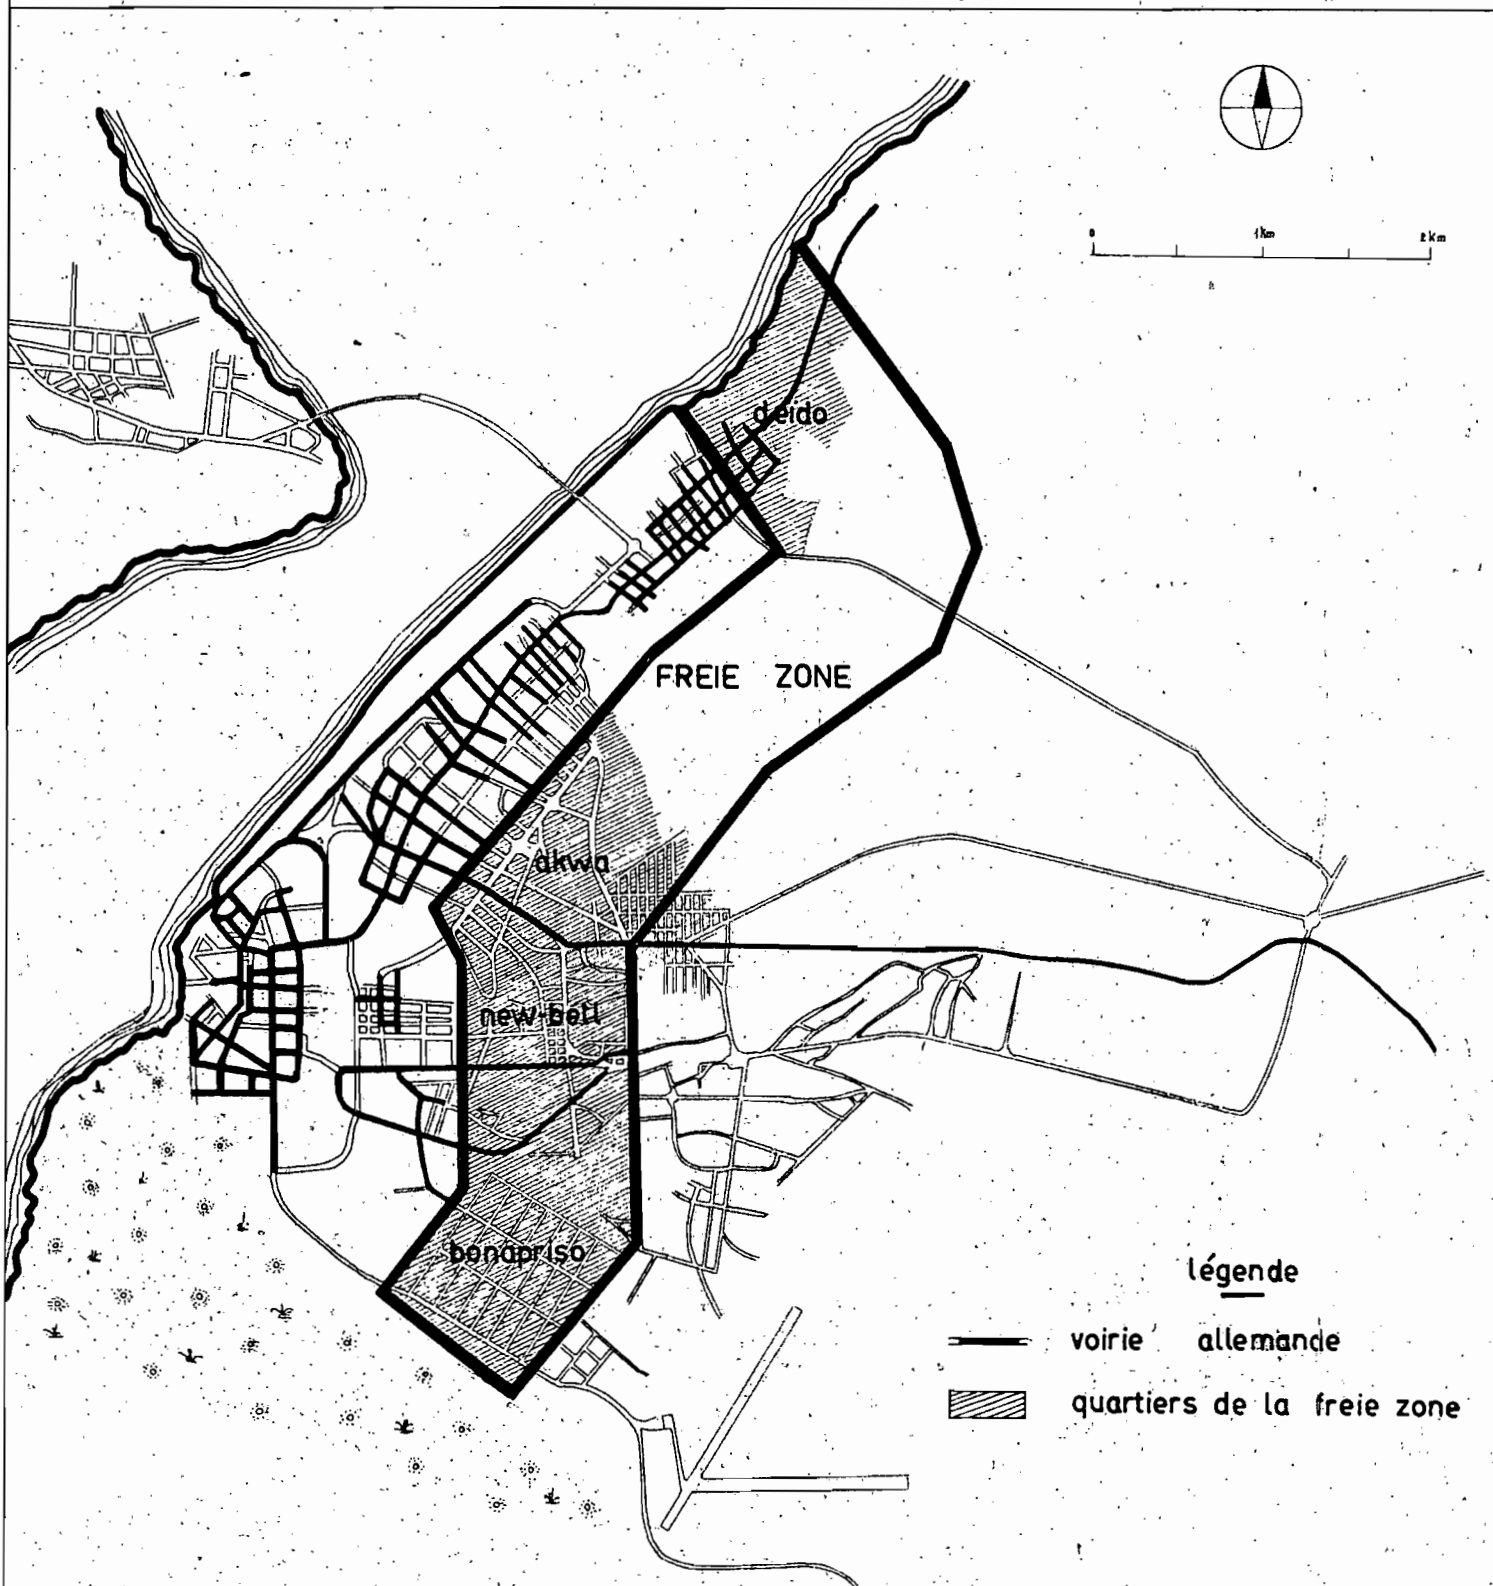 0 1km 2km
deido
FREIE ZONE
akwa
new-bell
bonapriso
légende
voirie allemande
quartiers de la freie zone